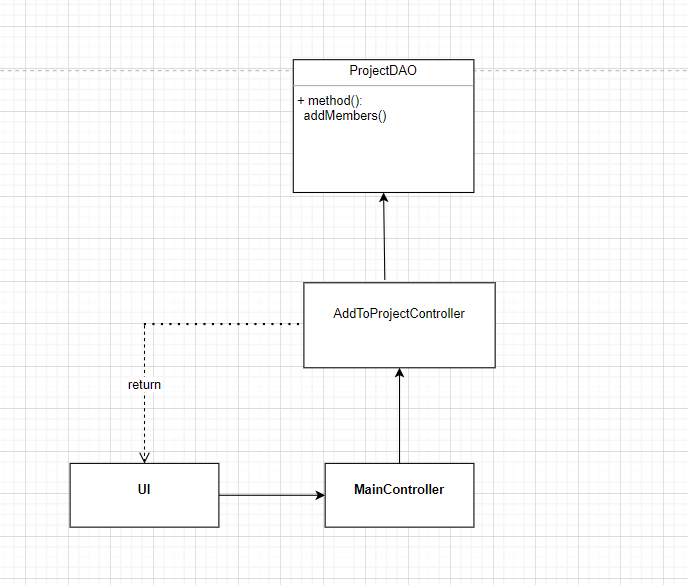 ProjectDAO
+ method():
addMembers()
AddToProjectController
return
UI
MainController